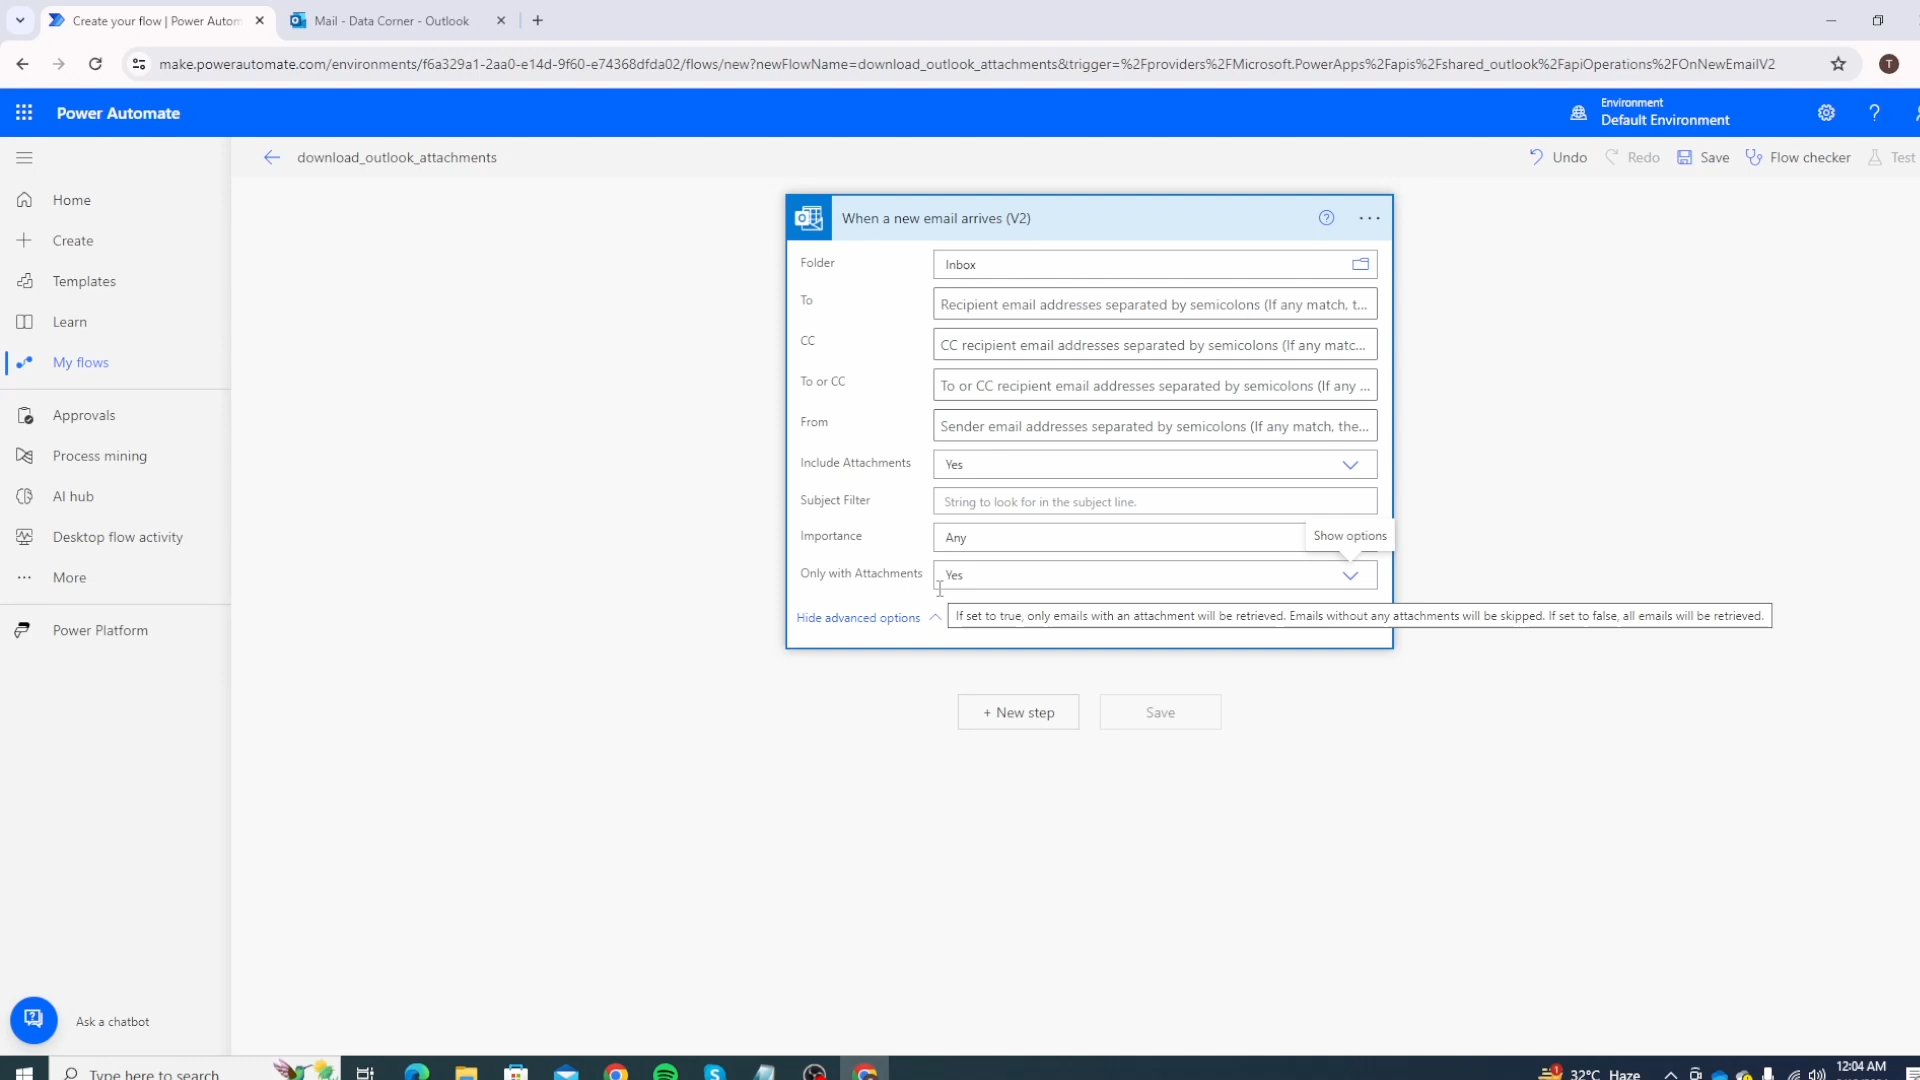 Create your flow | Power Autom
Mail - Data Corner - Outlook
make.powerautomate.com/environments/f6a329a1-2aa0-e14d-9f60-e74368dfda02/flows/new?newFlowName=download_outlook_attachments&trigger=%2Fproviders%2FMicrosoft.PowerApps%2Fapis%2Fshared_outlook%2FapiOperations%2FOnNewEmailV2
T
Power Automate
Environment
Default Environment
download_outlook_attachments
Undo
Redo
Save
Flow checker
Test
Home
Create
Templates
Learn
My flows
Approvals
Process mining
AI hub
Desktop flow activity
More
Power Platform
Ask a chatbot
When a new email arrives (V2)
Folder
Inbox
To
Recipient email addresses separated by semicolons (If any match, t...
CC
CC recipient email addresses separated by semicolons (If any matc...
To or CC
To or CC recipient email addresses separated by semicolons (If any ...
From
Sender email addresses separated by semicolons (If any match, the...
Include Attachments
Yes
Subject Filter
String to look for in the subject line.
Importance
Any
Show options
Only with Attachments
Yes
Hide advanced options
If set to true, only emails with an attachment will be retrieved. Emails without any attachments will be skipped. If set to false, all emails will be retrieved.
+ New step
Save
Type here to search
32°C Haze
12:04 AM